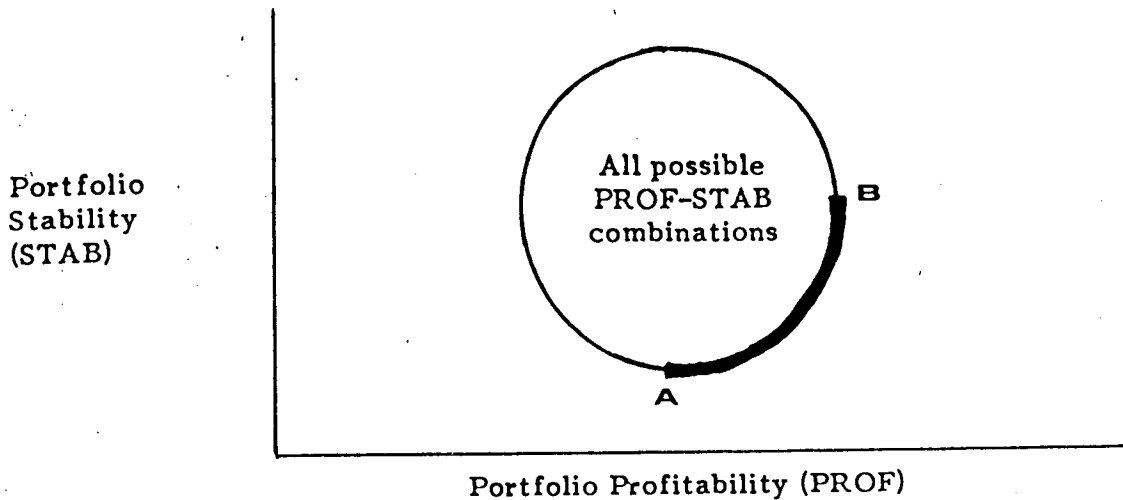 Portfolio
Stability
(STAB)
All possible
PROF-STAB
combinations
B
A
Portfolio Profitability (PROF)